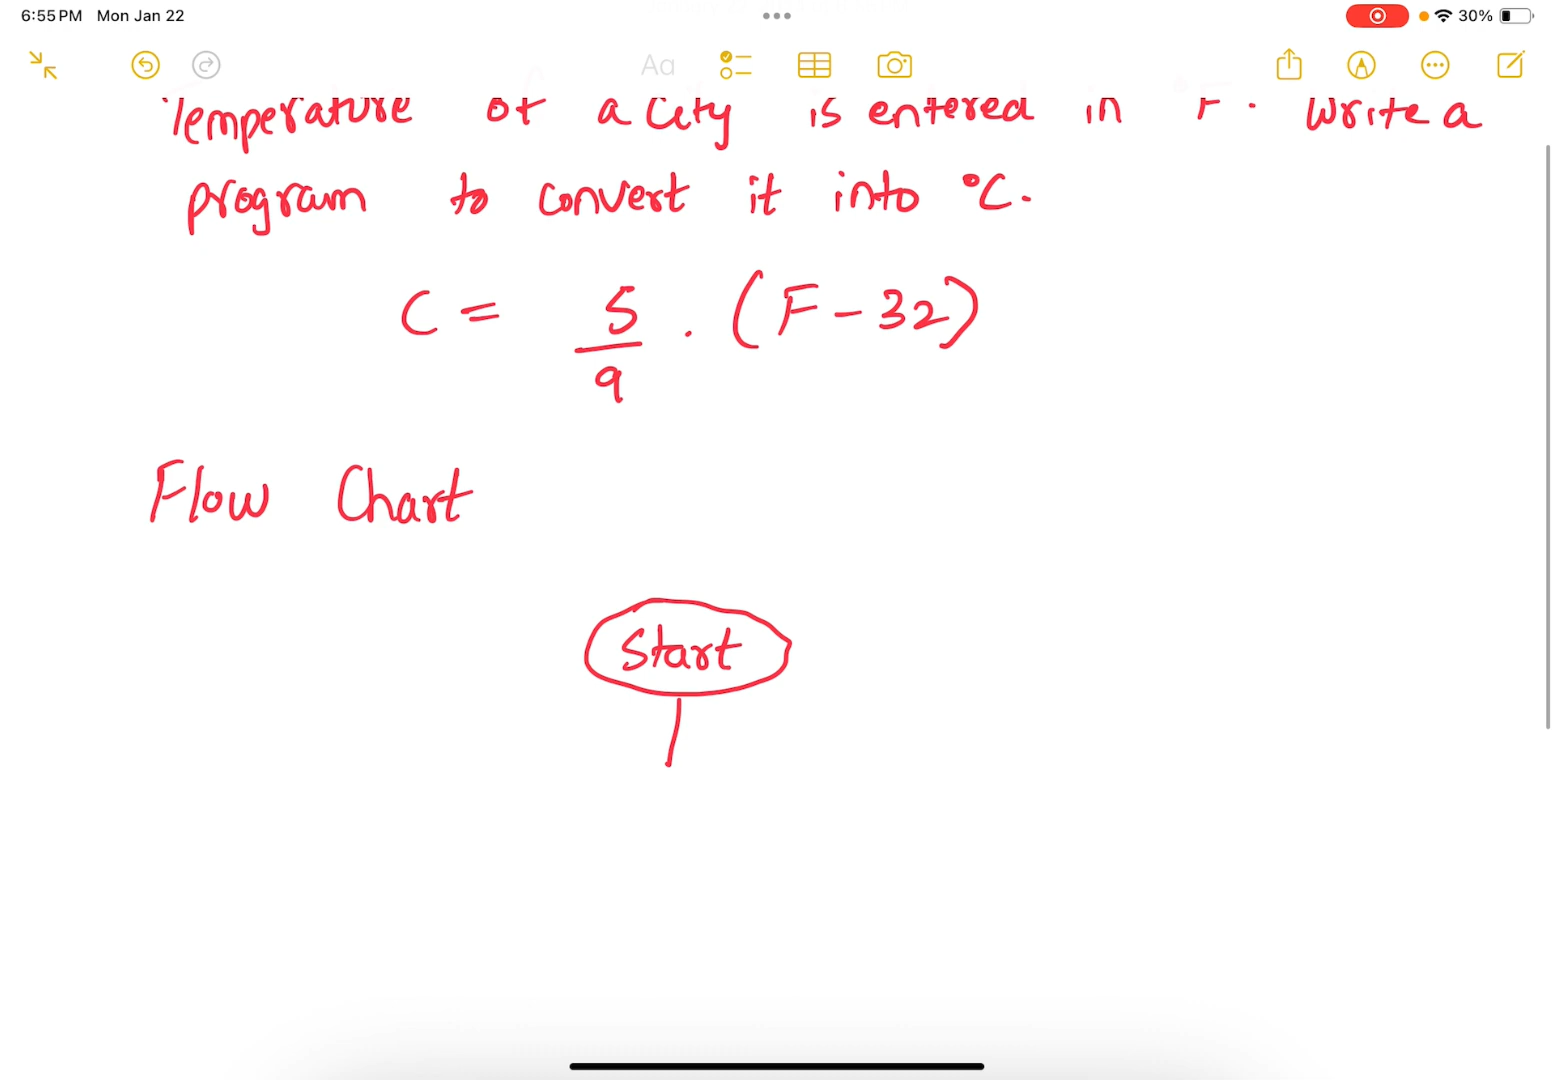 6:55 PM Mon Jan 22
30%
Aa
Temperature of a City is entered in F. Write a
program to convert it into °C.
C = 5/9 . (F - 32)
Flow Chart
Start